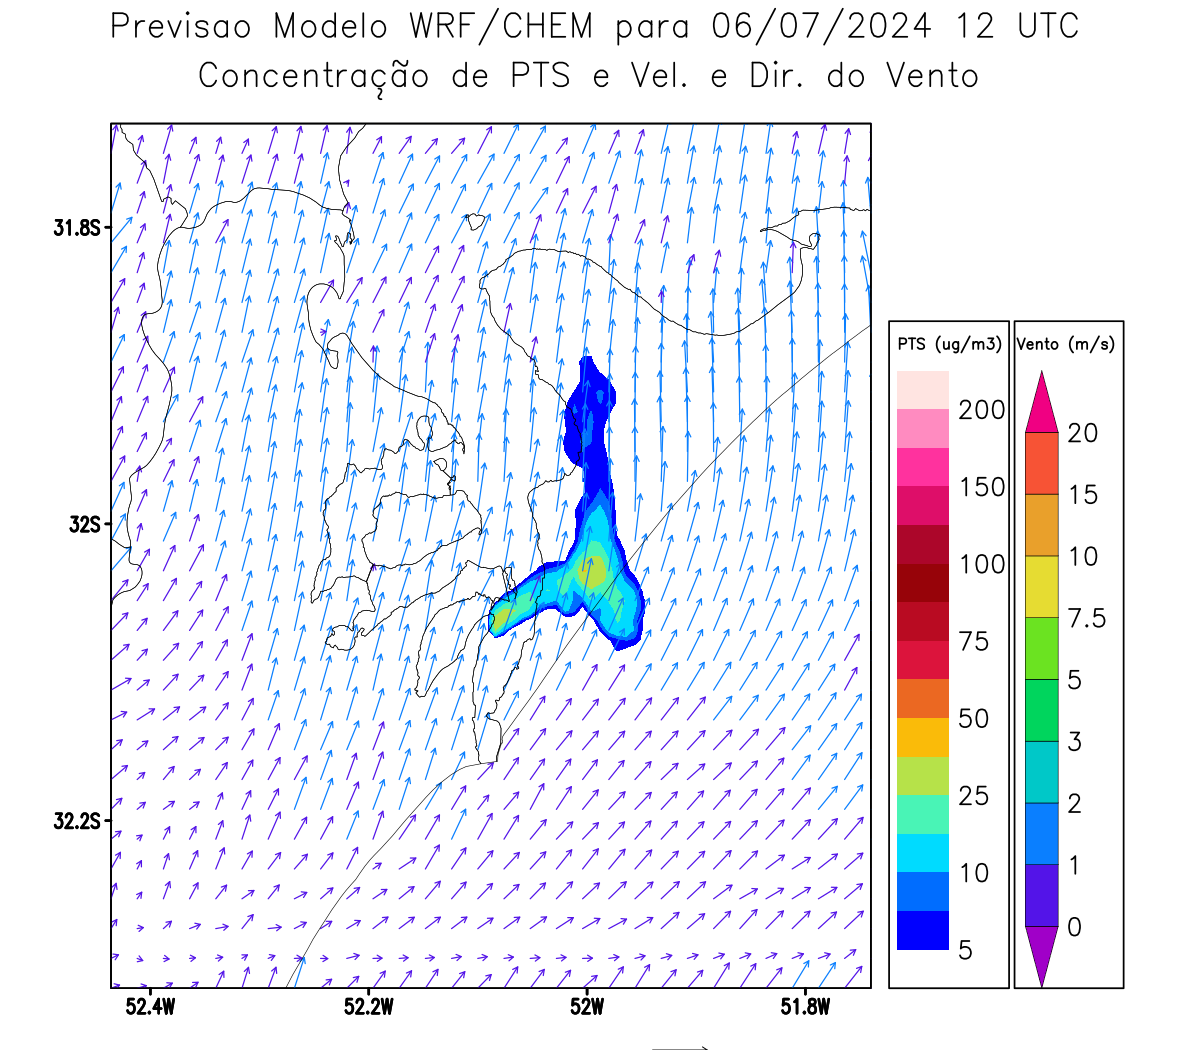 Previsao Modelo WRF/CHEM para 06/07/2024 12 UTC
Concentração de PTS e Vel. e Dir. do Vento
31.8S
32S
32.2S
52.4W 52.2W 52W 51.8W
PTS (ug/m3)
200
150
100
75
50
25
10
5
Vento (m/s)
20
15
10
7.5
5
3
2
1
0